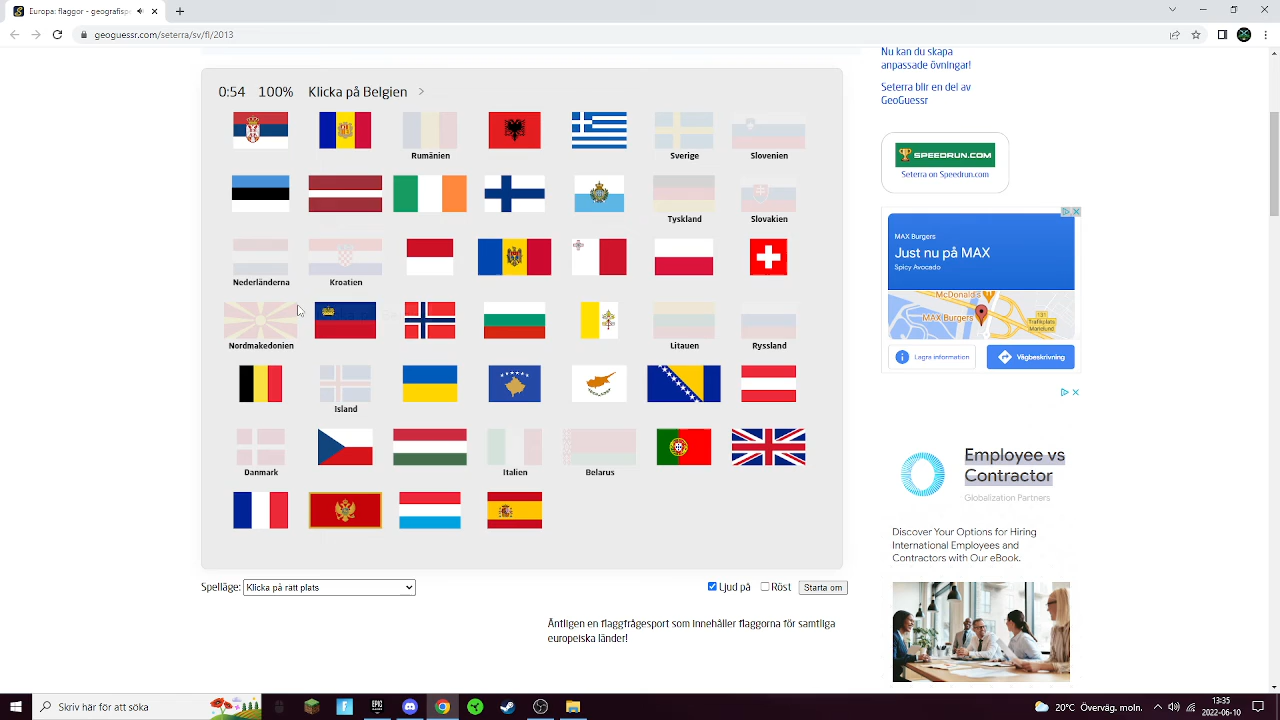 Europa: flaggor - geografisp
geoguessr.com/seterra/sv/fl/2013
Nu kan du skapa
anpassade övningar!
Seterra blir en del av
GeoGuessr
0:54 100% Klicka på Belgien >
Rumänien Sverige Slovenien
Tyskland Slovakien
Nederländerna Kroatien
Nordmakedonien Litauen Ryssland
Island
Danmark Italien Belarus
Spelläge: Klicka på rätt plats Ljud på Röst Starta om
Äntligen en flaggfrågesport som innehåller flaggorna för samtliga
europeiska länder!
SPEEDRUN.COM
Seterra on Speedrun.com
MAX Burgers
Just nu på MAX
Spicy Avocado
McDonald's
MAX Burgers
Trafikplats
Marielund
Lagra information
Vägbeskrivning
Employee vs
Contractor
Globalization Partners
Discover Your Options for Hiring
International Employees and
Contractors with Our eBook.
Skriv här för att söka
EPIC
20°C Överväg. moln.
13:35
2022-06-10